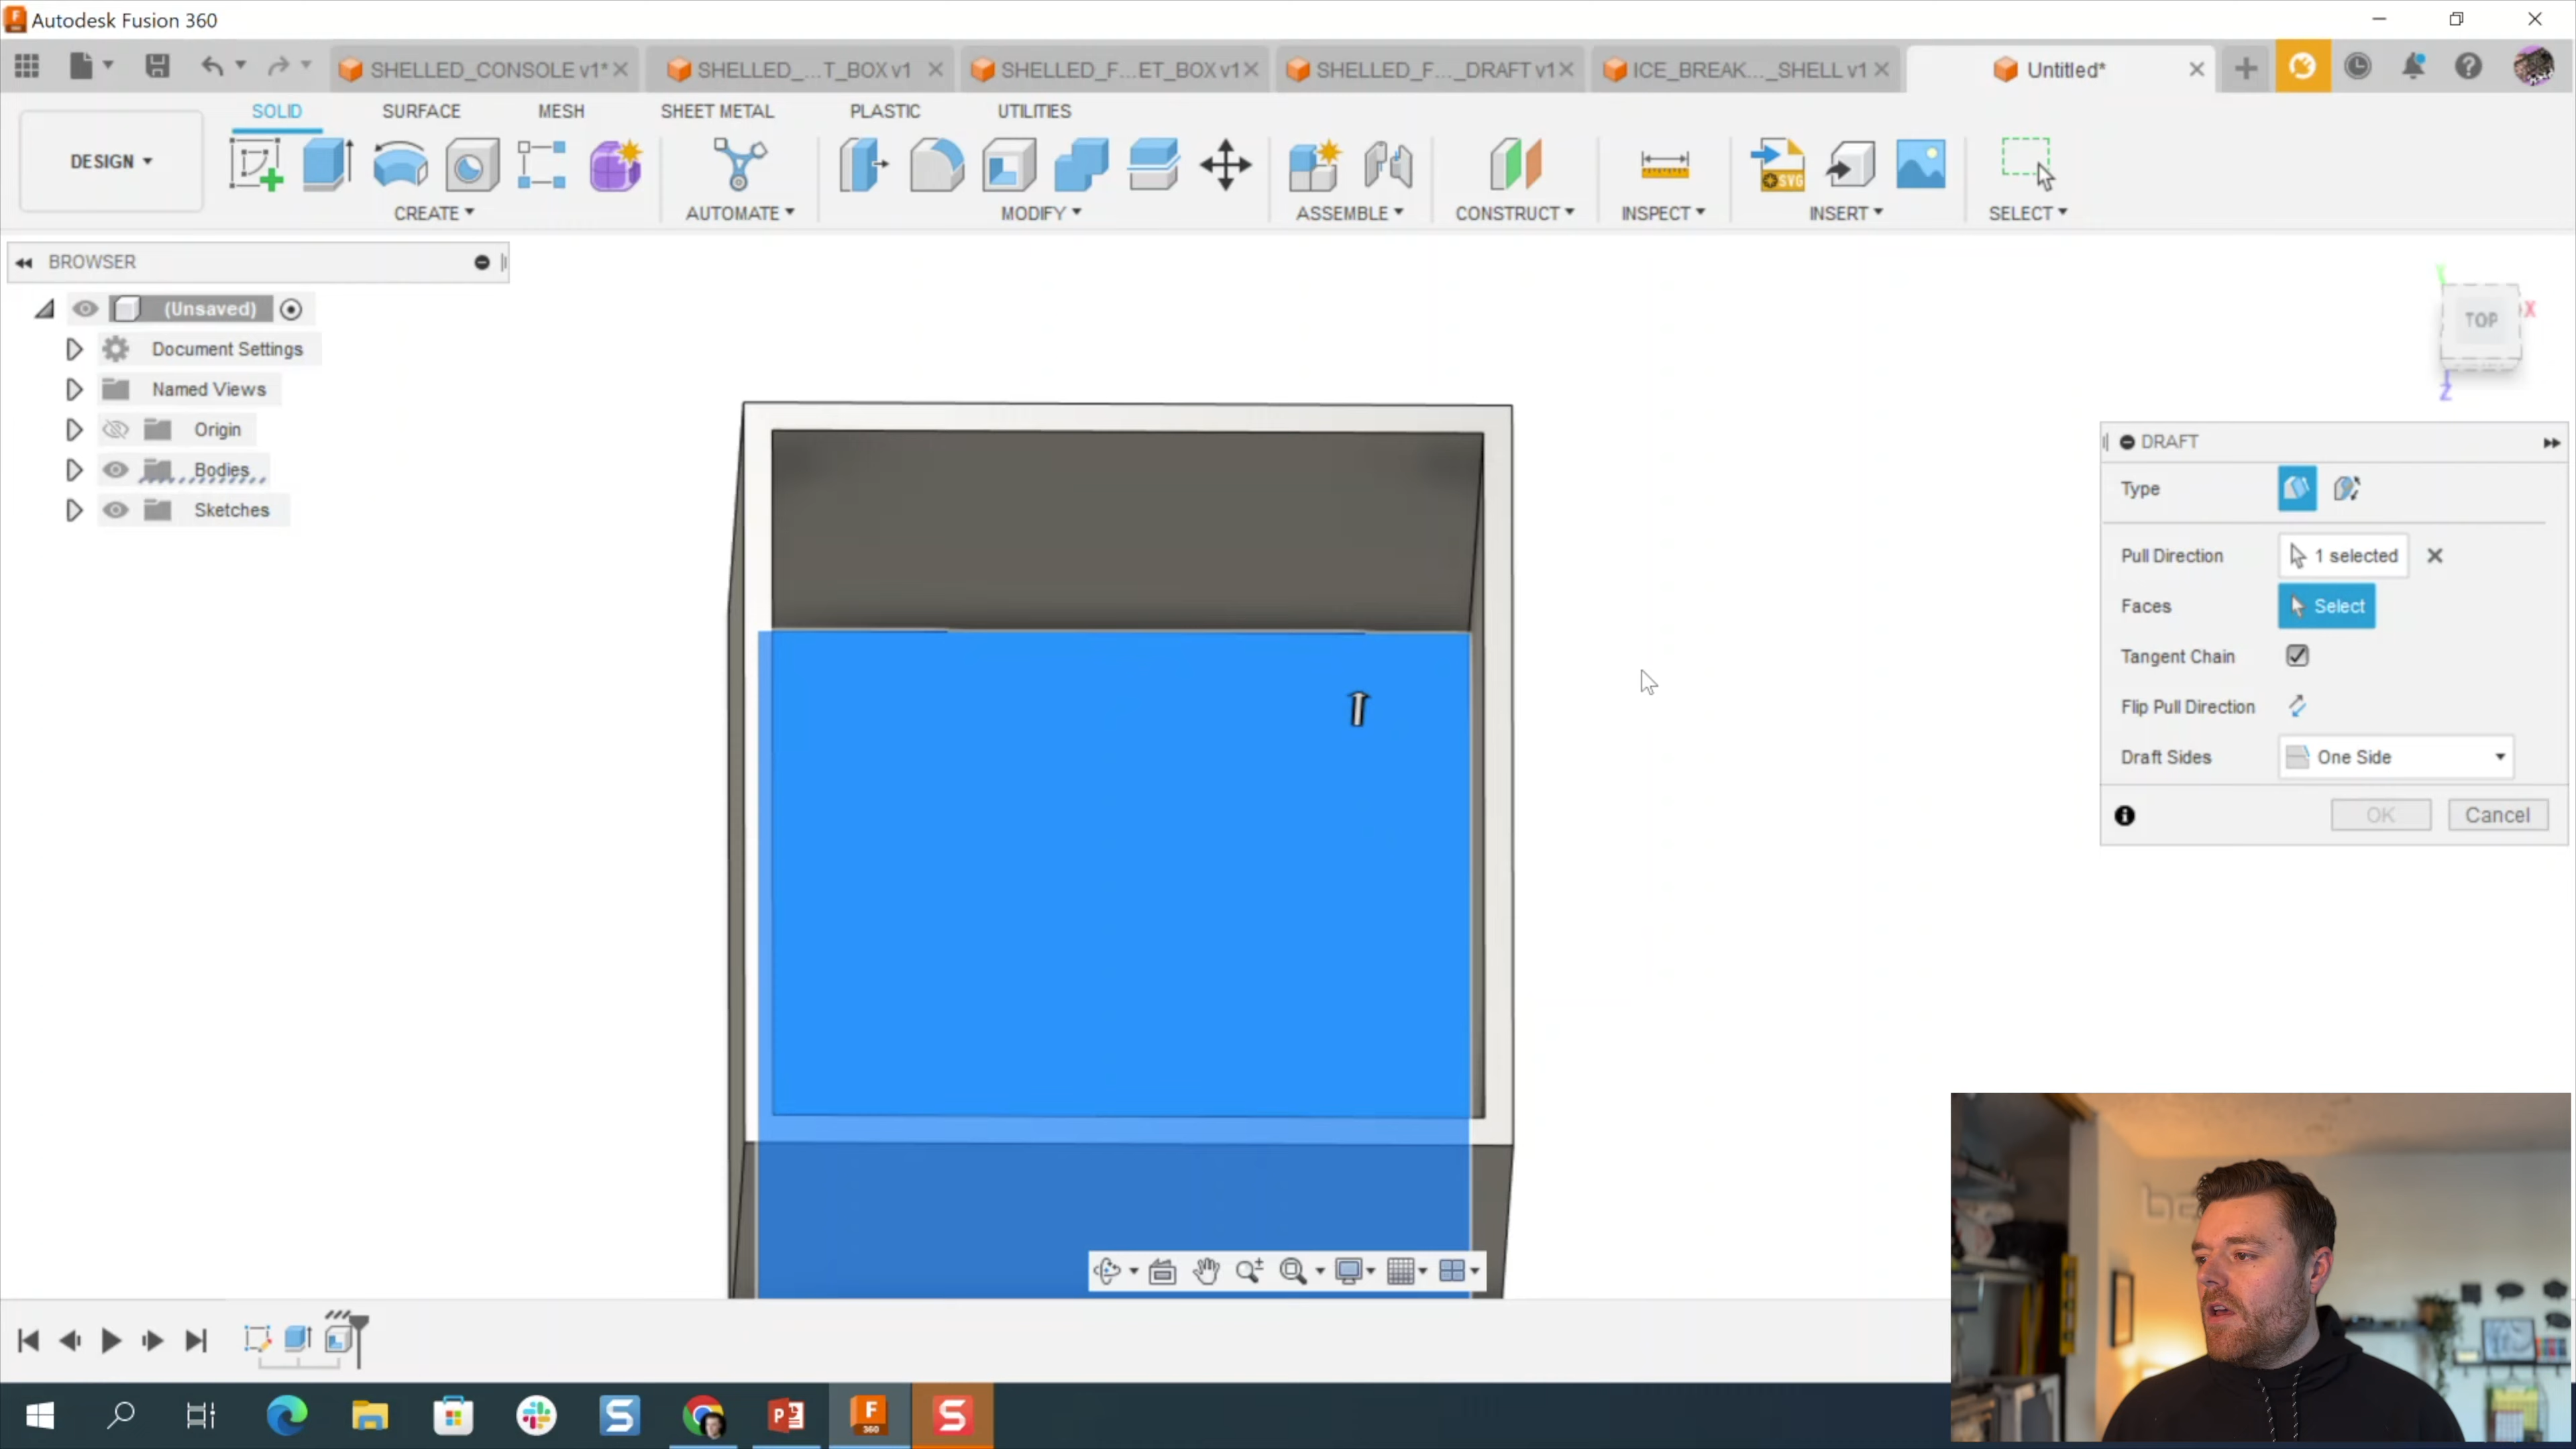 Autodesk Fusion 360
SHELLED_CONSOLE v1*
SHELLED_...T_BOX v1
SHELLED_F...ET_BOX v1
SHELLED_F..._DRAFT v1
ICE_BREAK..._SHELL v1
Untitled*
SOLID
SURFACE
MESH
SHEET METAL
PLASTIC
UTILITIES
DESIGN
SVG
CREATE
AUTOMATE
MODIFY
ASSEMBLE
CONSTRUCT
INSPECT
INSERT
SELECT
BROWSER
(Unsaved)
Document Settings
Named Views
Origin
Bodies
Sketches
TOP
X
Z
DRAFT
Type
Pull Direction
1 selected
Faces
Select
Tangent Chain
Flip Pull Direction
Draft Sides
One Side
OK
Cancel
S
P
F
360
S